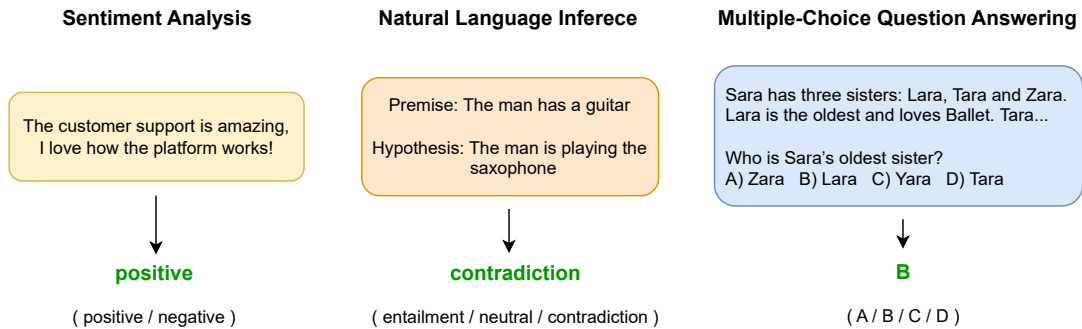 Sentiment Analysis
The customer support is amazing,
I love how the platform works!
positive
( positive / negative )
Natural Language Inferece
Premise: The man has a guitar
Hypothesis: The man is playing the
saxophone
contradiction
( entailment / neutral / contradiction )
Multiple-Choice Question Answering
Sara has three sisters: Lara, Tara and Zara.
Lara is the oldest and loves Ballet. Tara...
Who is Sara's oldest sister?
A) Zara B) Lara C) Yara D) Tara
B
( A / B / C / D )